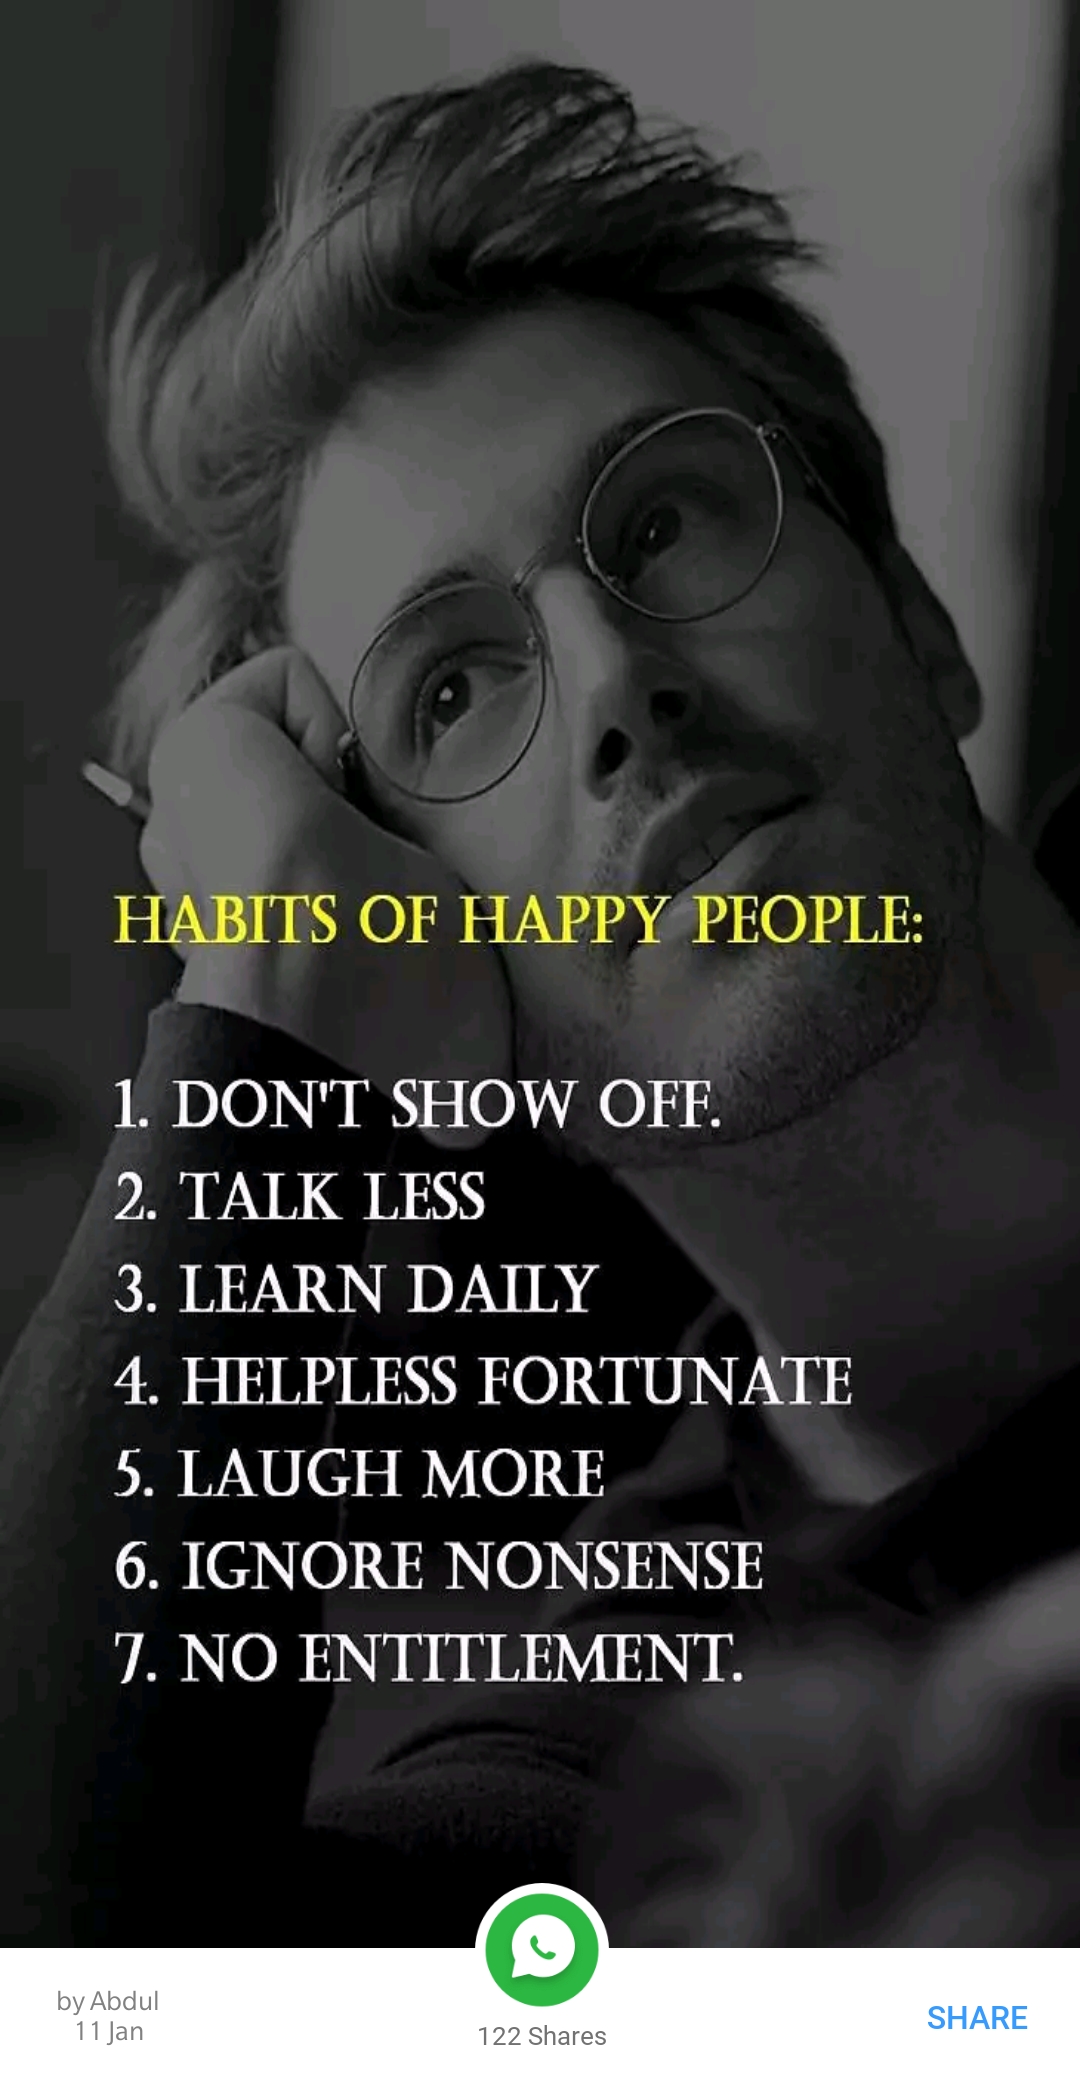 HABITS OF HAPPY PEOPLE:
1. DON'T SHOW OFF.
2. TALK LESS
3. LEARN DAILY
4. HELPLESS FORTUNATE
5. LAUGH MORE
6. IGNORE NONSENSE
7. NO ENTITLEMENT.
by Abdul
11 Jan
122 Shares
SHARE